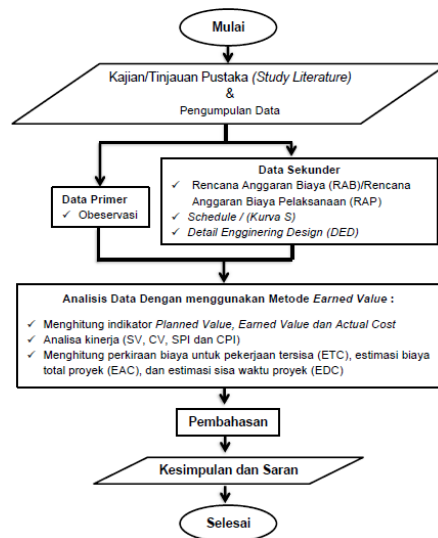 Mulai
Kajian/Tinjauan Pustaka (Study Literature)
&
Pengumpulan Data
Data Primer
✓ Obeservasi
Data Sekunder
✓ Rencana Anggaran Biaya (RAB)/Rencana
Anggaran Biaya Pelaksanaan (RAP)
✓ Schedule / (Kurva S)
✓ Detail Engginering Design (DED)
Analisis Data Dengan menggunakan Metode Earned Value :
✓ Menghitung indikator Planned Value, Earned Value dan Actual Cost
✓ Analisa kinerja (SV, CV, SPI dan CPI)
✓ Menghitung perkiraan biaya untuk pekerjaan tersisa (ETC), estimasi biaya
total proyek (EAC), dan estimasi sisa waktu proyek (EDC)
Pembahasan
Kesimpulan dan Saran
Selesai